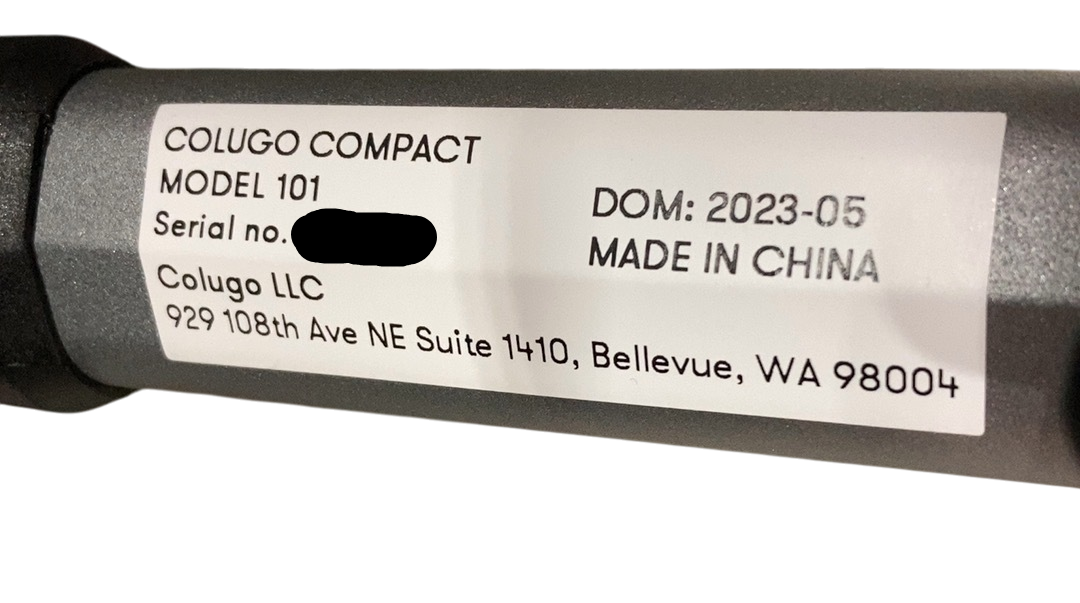 COLUGO COMPACT
MODEL 101
Serial no.
Colugo LLC
929 108th Ave NE Suite 1410, Bellevue, WA 98004
DOM: 2023-05
MADE IN CHINA